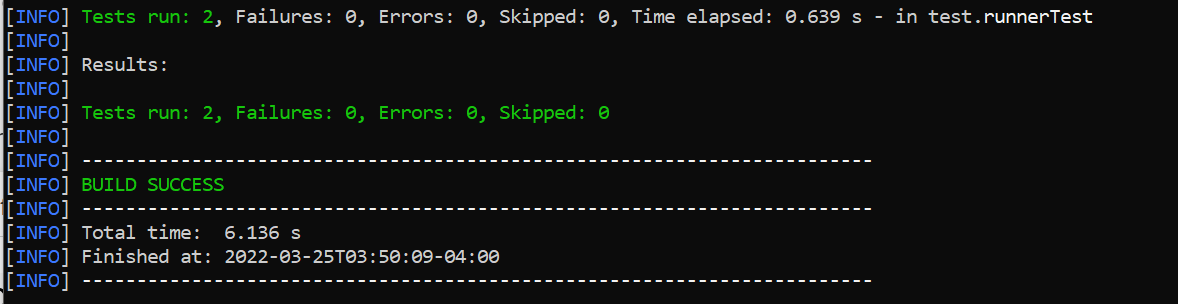 [INFO] Tests run: 2, Failures: 0, Errors: 0, Skipped: 0, Time elapsed: 0.639 s - in test.runnerTest
[INFO]
[INFO] Results:
[INFO]
[INFO] Tests run: 2, Failures: 0, Errors: 0, Skipped: 0
[INFO]
[INFO] ------------------------------------------------------------------------
[INFO] BUILD SUCCESS
[INFO] ------------------------------------------------------------------------
[INFO] Total time:  6.136 s
[INFO] Finished at: 2022-03-25T03:50:09-04:00
[INFO] ------------------------------------------------------------------------